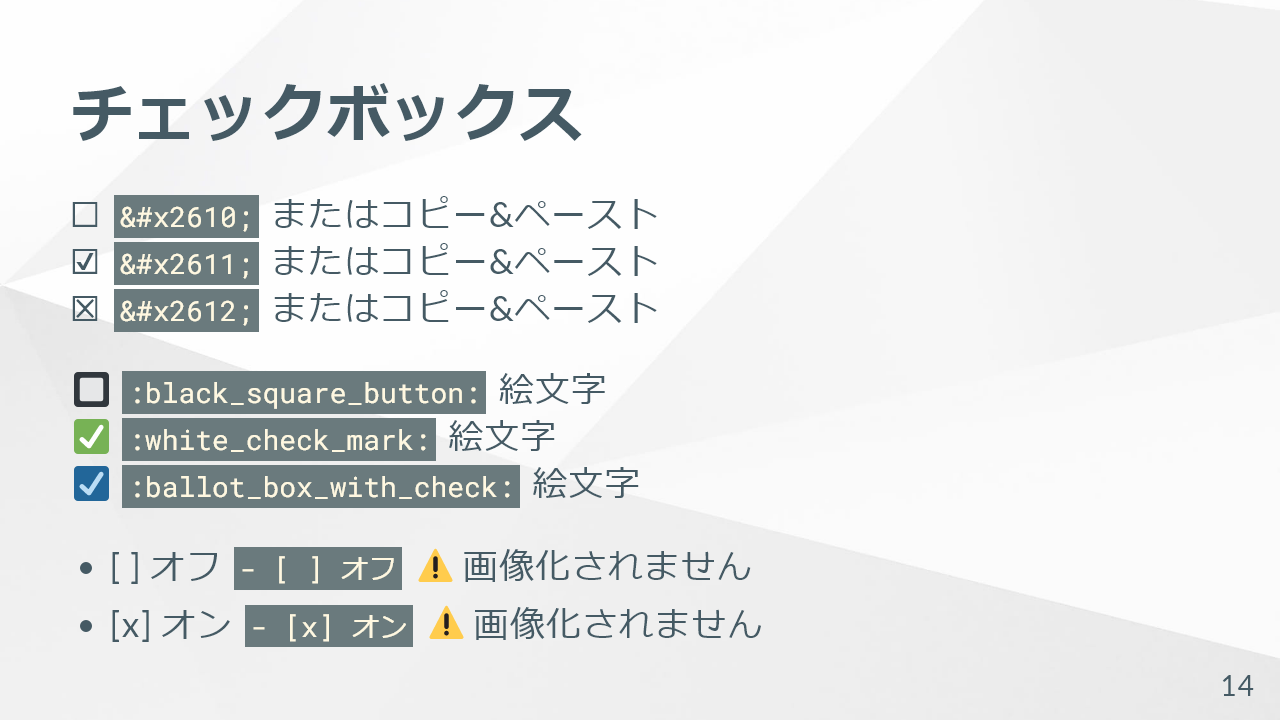 チェックボックス
☐ &#x2610; またはコピー&ペースト
☑ &#x2611; またはコピー&ペースト
☒ &#x2612; またはコピー&ペースト
🔲 :black_square_button: 絵文字
✅ :white_check_mark: 絵文字
☑️ :ballot_box_with_check: 絵文字
• [ ] オフ - [ ] オフ ⚠️ 画像化されません
• [x] オン - [x] オン ⚠️ 画像化されません
14